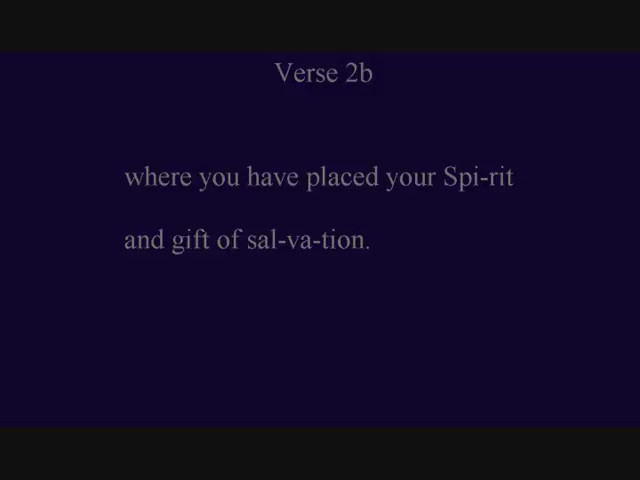 Verse 2b
where you have placed your Spi-rit
and gift of sal-va-tion.